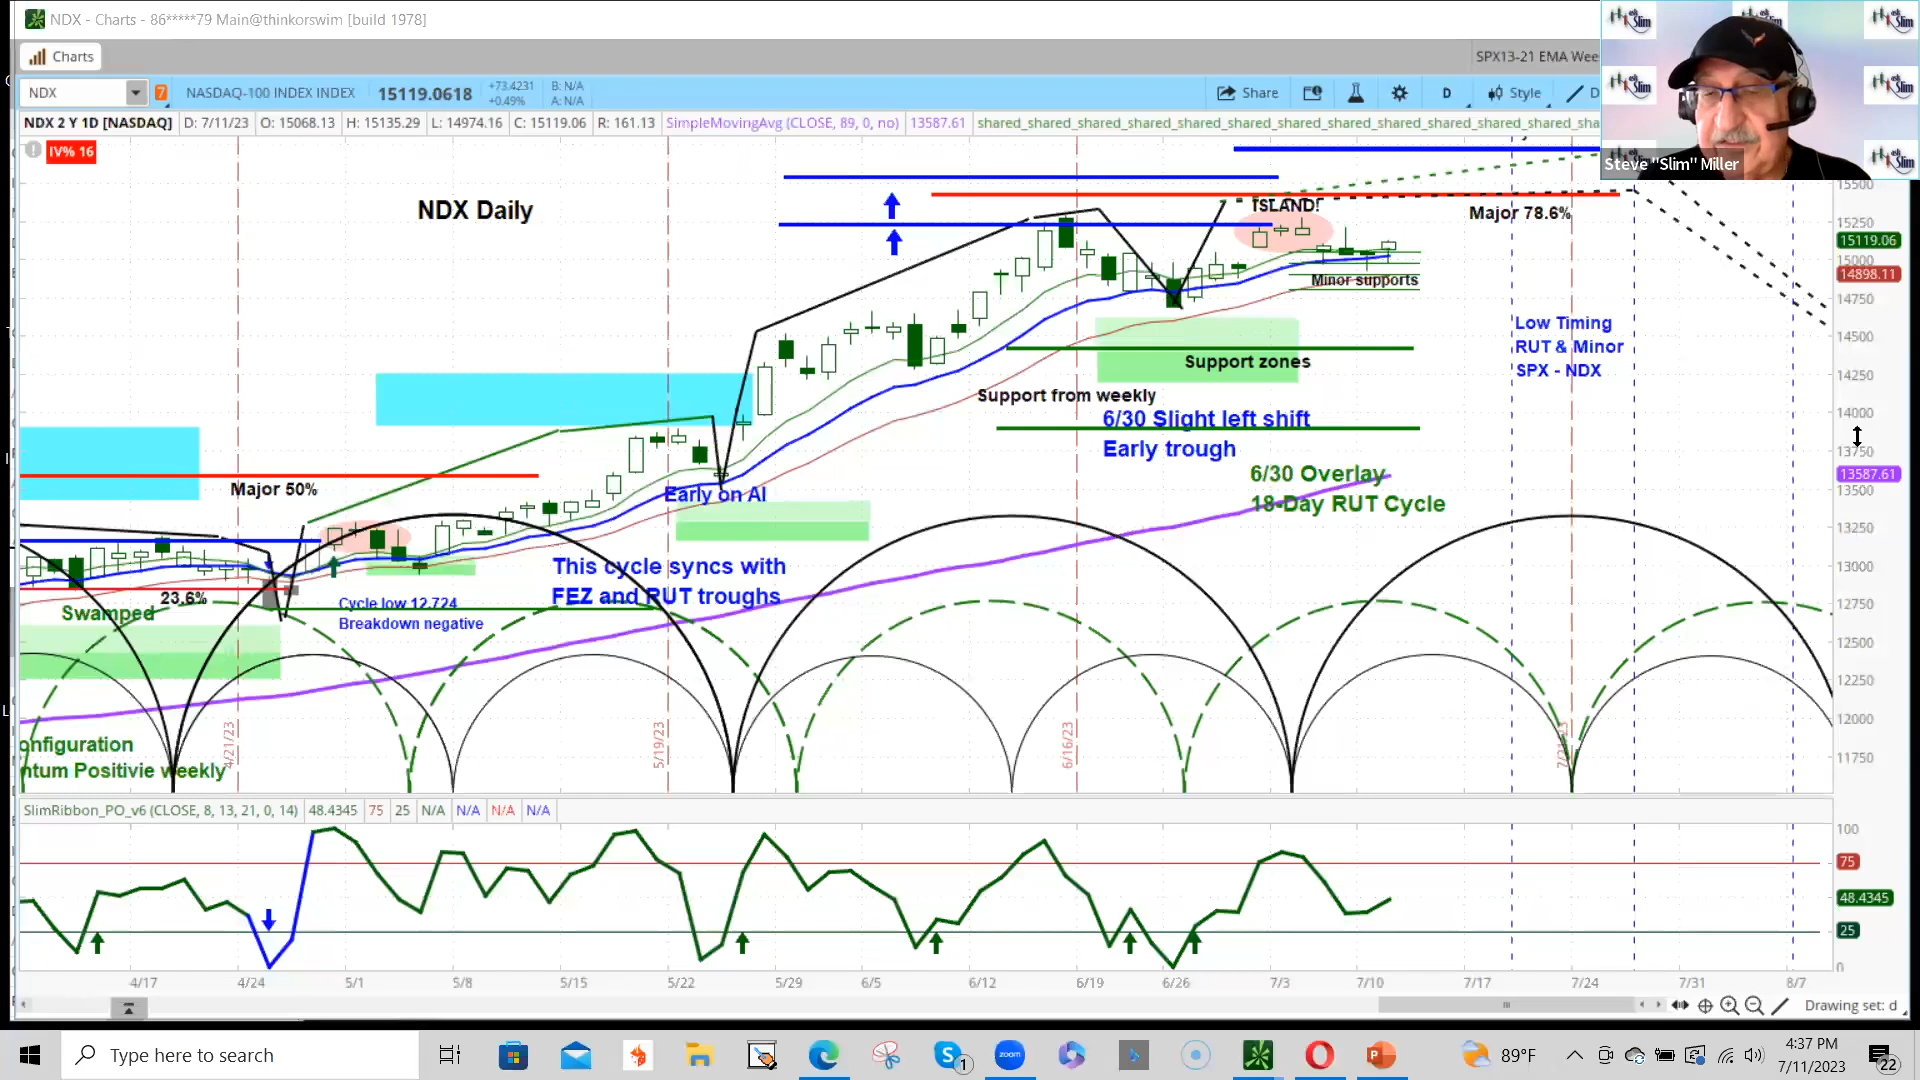 NDX - Charts - 86*****79 Main@thinkorswim [build 1978]
Charts
SPX13-21 EMA Wee
NDX
7
NASDAQ-100 INDEX INDEX
15119.0618
+73.4231
+0.49%
B: N/A
A: N/A
Share
D
Style
NDX 2 Y 1D [NASDAQ]
D: 7/11/23
O: 15068.13
H: 15135.29
L: 14974.16
C: 15119.06
R: 161.13
SimpleMovingAvg (CLOSE, 89, 0, no)
13587.61
shared_shared_shared_shared_shared_shared_shared_shared_shared_shared_shared_shared_sha
Steve "Slim" Miller
IV% 16
NDX Daily
ISLAND!
Major 78.6%
Minor supports
Low Timing
RUT & Minor
SPX - NDX
Support zones
Support from weekly
6/30 Slight left shift
Early trough
6/30 Overlay
18-Day RUT Cycle
Major 50%
Early on AI
This cycle syncs with
FEZ and RUT troughs
23.6%
Swamped
Cycle low 12,724
Breakdown negative
onfiguration
ntum Positivie weekly
4/21/23
5/19/23
6/16/23
15500
15250
15119.06
15000
14898.11
14750
14500
14250
14000
13750
13587.61
13500
13250
13000
12750
12500
12250
12000
11750
SlimRibbon_PO_v6 (CLOSE, 8, 13, 21, 0, 14)
48.4345
75
25
N/A
N/A
N/A
N/A
100
75
48.4345
25
0
4/17
4/24
5/1
5/8
5/15
5/22
5/29
6/5
6/12
6/19
6/26
7/3
7/10
7/17
7/24
7/31
8/7
Drawing set: d
Type here to search
1
zoom
89°F
4:37 PM
7/11/2023
22